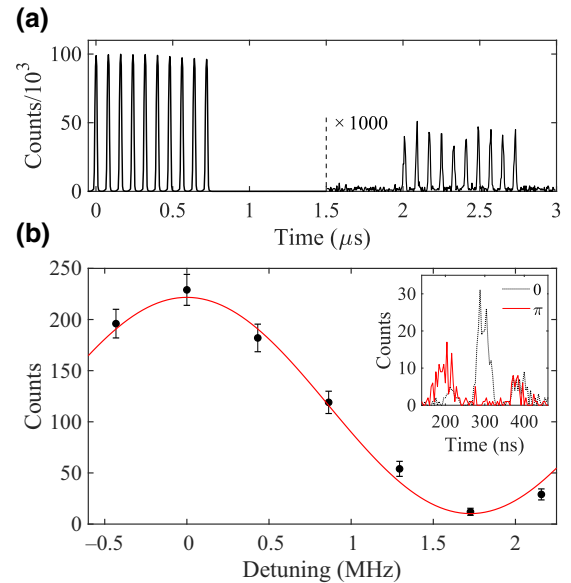 (a)
Counts/10³
100
50
0
× 1000
0 0.5 1 1.5 2 2.5 3
Time (μs)
(b)
Counts
250
200
150
100
50
0
−0.5 0 0.5 1 1.5 2
Detuning (MHz)
Counts
30
20
10
0
0
π
200 300 400
Time (ns)